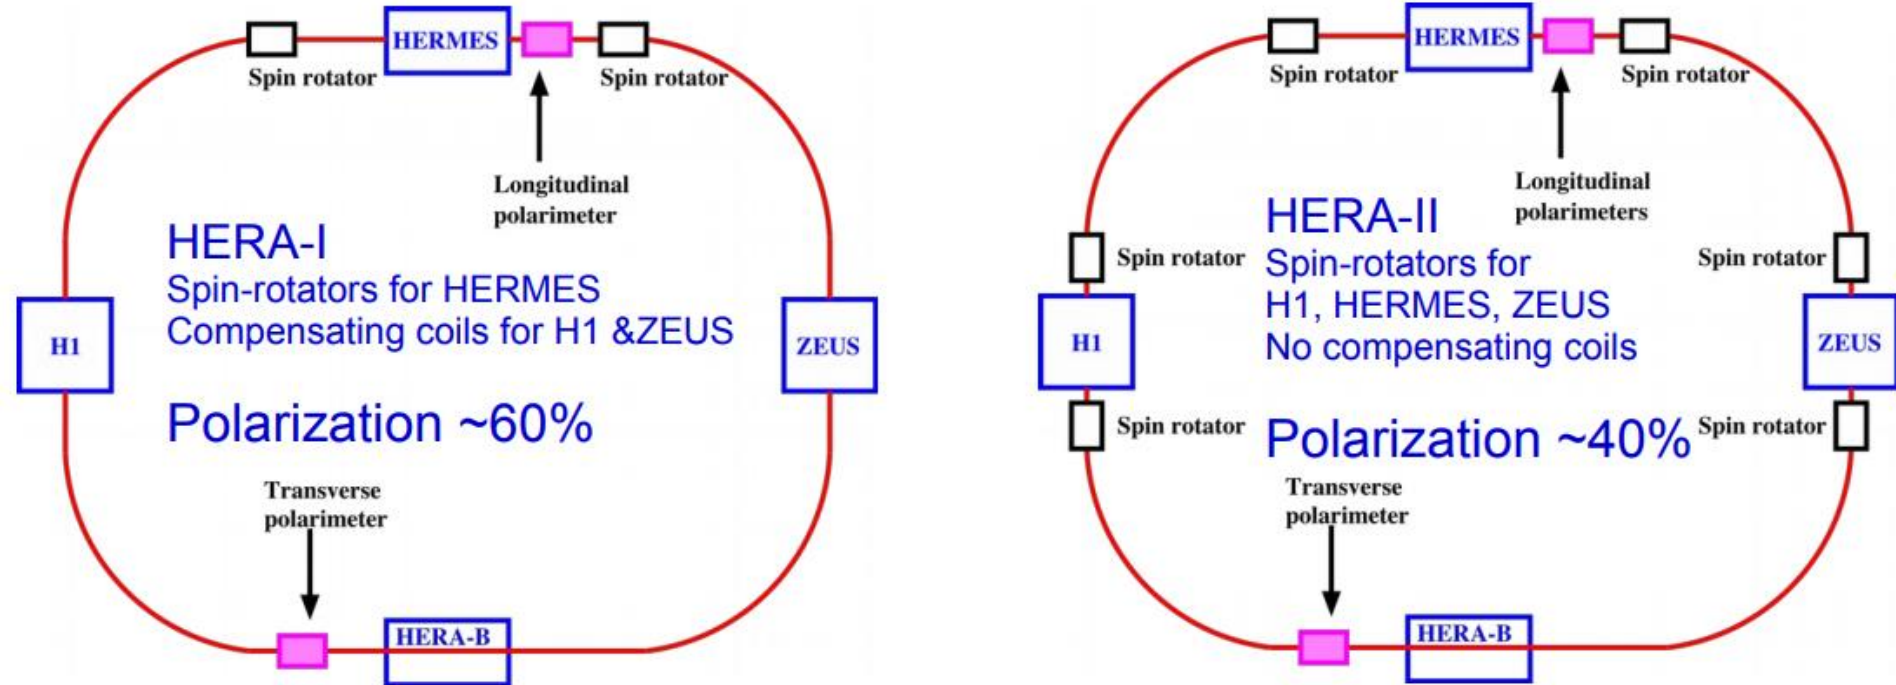 HERMES
Spin rotator
Spin rotator
Longitudinal
polarimeter
HERA-I
Spin-rotators for HERMES
Compensating coils for H1 &ZEUS
H1
ZEUS
Polarization ~60%
Transverse
polarimeter
HERA-B
HERMES
Spin rotator
Spin rotator
Longitudinal
polarimeters
HERA-II
Spin rotator
Spin-rotators for
Spin rotator
H1, HERMES, ZEUS
No compensating coils
H1
ZEUS
Spin rotator
Polarization ~40%
Spin rotator
Transverse
polarimeter
HERA-B